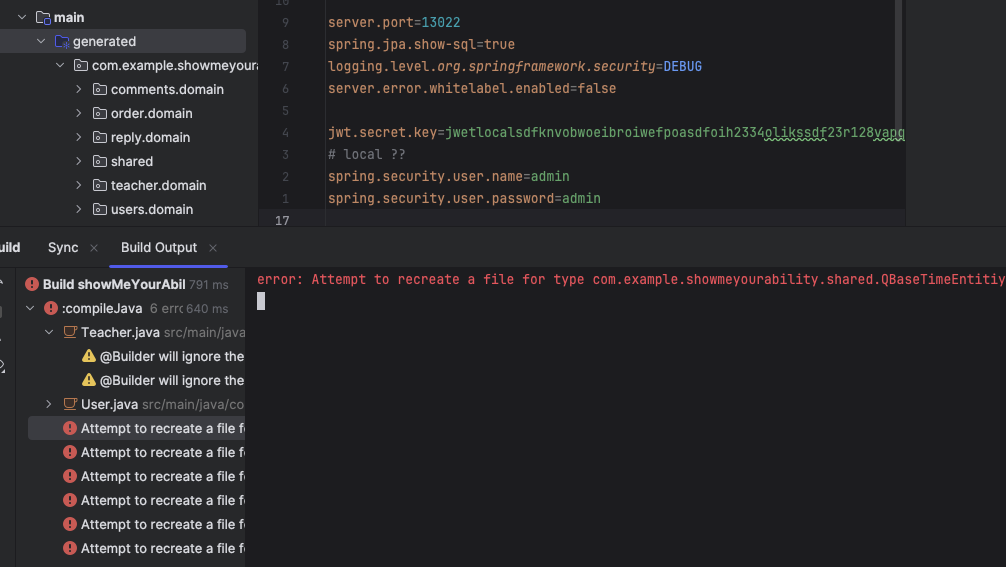 main
generated
com.example.showmeyoura
comments.domain
order.domain
reply.domain
shared
teacher.domain
users.domain
10
9 server.port=13022
8 spring.jpa.show-sql=true
7 logging.level.org.springframework.security=DEBUG
6 server.error.whitelabel.enabled=false
5
4 jwt.secret.key=jwetlocalsdfknvobwoeibroiwefpoasdfoih2334olikssdf23r128vapq
3 # local ??
2 spring.security.user.name=admin
1 spring.security.user.password=admin
17
uild Sync Build Output
Build showMeYourAbil 791 ms
:compileJava 6 errc 640 ms
Teacher.java src/main/java
@Builder will ignore the
@Builder will ignore the
User.java src/main/java/co
Attempt to recreate a file fo
Attempt to recreate a file f
Attempt to recreate a file f
Attempt to recreate a file f
Attempt to recreate a file f
Attempt to recreate a file f
error: Attempt to recreate a file for type com.example.showmeyourability.shared.QBaseTimeEntitiy